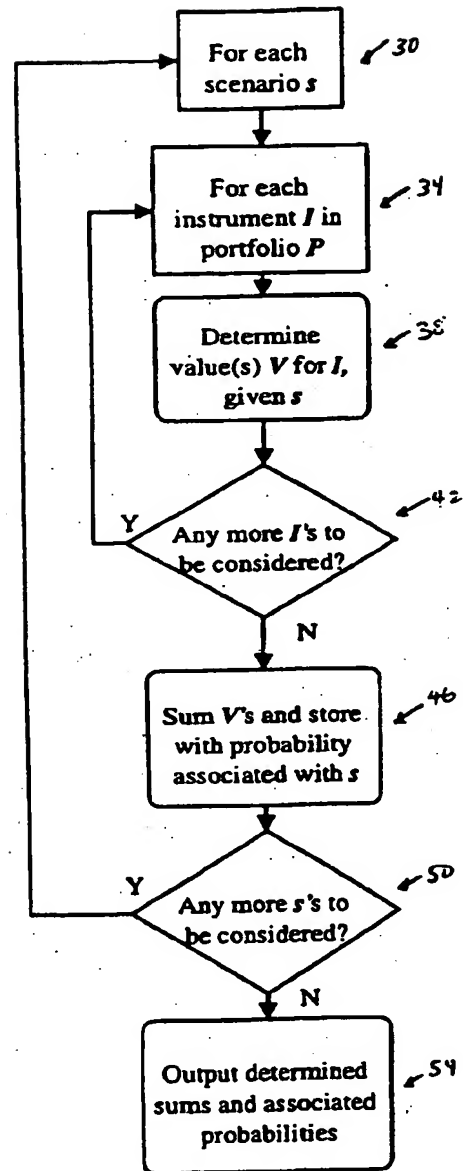 For each
scenario s
30
For each
instrument I in
portfolio P
34
Determine
value(s) V for I,
given s
38
Any more I's to
be considered?
42
Y
N
Sum V's and store
with probability
associated with s
46
Any more s's to
be considered?
50
Y
N
Output determined
sums and associated
probabilities
54